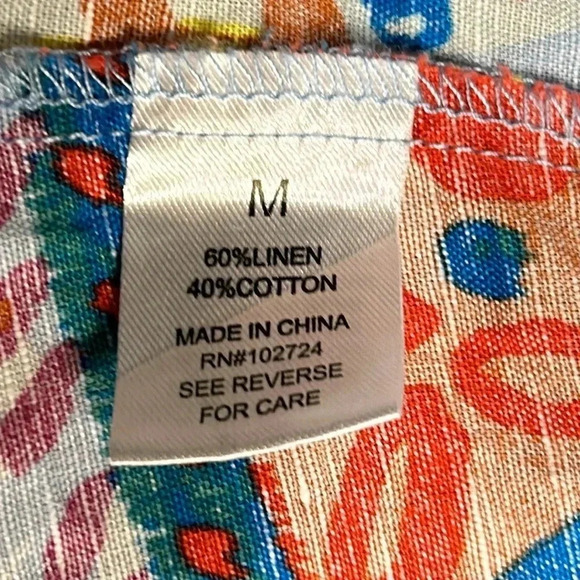 M
60%LINEN
40%COTTON
MADE IN CHINA
RN#102724
SEE REVERSE
FOR CARE